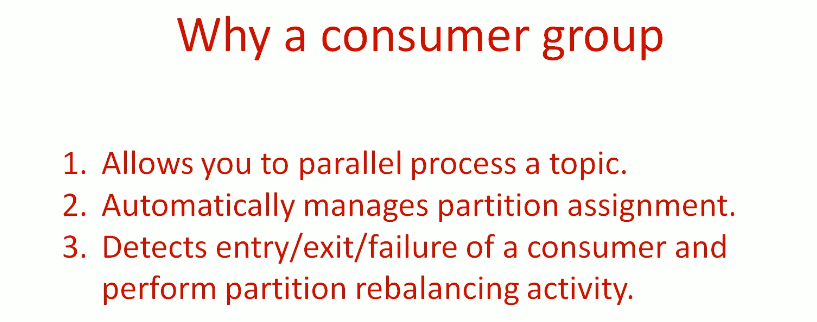 Why a consumer group
1. Allows you to parallel process a topic.
2. Automatically manages partition assignment.
3. Detects entry/exit/failure of a consumer and
perform partition rebalancing activity.